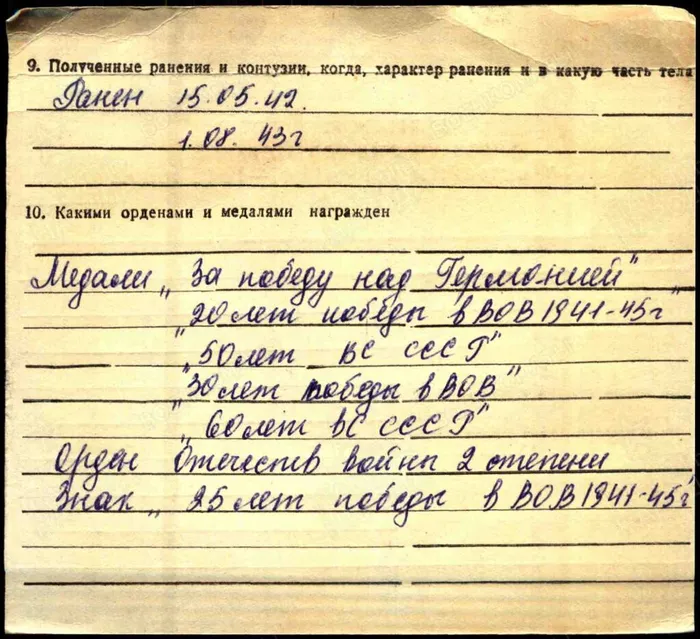 9. Полученные ранения и контузии, когда, характер ранения и в какую часть тела
Ранен 15.05.42.
1.08.43г
10. Какими орденами и медалями награжден
Медали „За победу над Германией" „
„20 лет победы в ВОВ 1941-45г
„50 лет ВС СССР"
„30 лет победы в ВОВ"
„60 лет ВС СССР"
Орден Отечеств войны 2 степени
Знак „25 лет победы в ВОВ 1941-45г